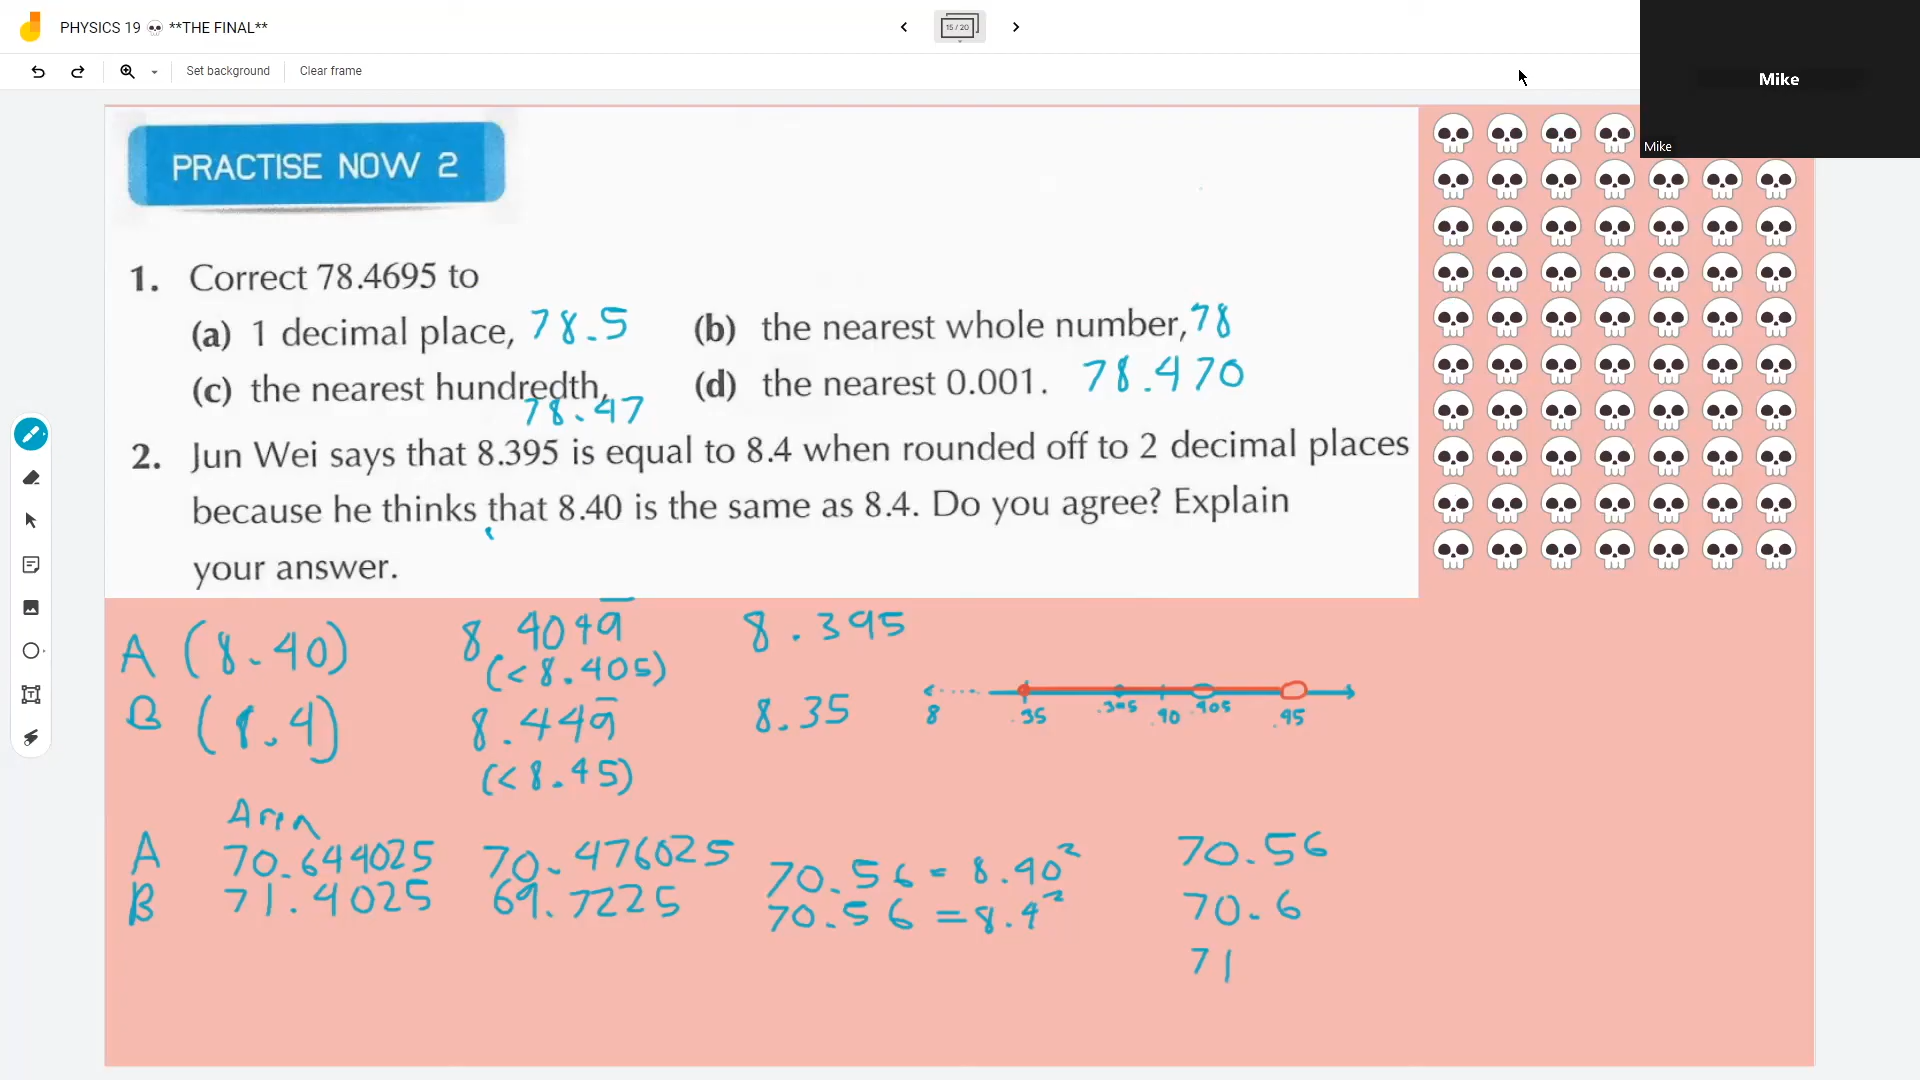 PHYSICS 19 💀 **THE FINAL**
15 / 20
Set background
Clear frame
Mike
Mike
PRACTISE NOW 2
1. Correct 78.4695 to
(a) 1 decimal place, 78.5 (b) the nearest whole number, 78
(c) the nearest hundredth, 78.47 (d) the nearest 0.001. 78.470
2. Jun Wei says that 8.395 is equal to 8.4 when rounded off to 2 decimal places
because he thinks that 8.40 is the same as 8.4. Do you agree? Explain
your answer.
A (8.40) 8.4049̅ 8.395
(<8.405)
B (8.4) 8.449̅ 8.35
(<8.45)
8 .35 .395 .40 .405 .45
Area
A 70.644025 70.476025 70.56 = 8.40² 70.56
B 71.4025 69.7225 70.56 = 8.4² 70.6
71